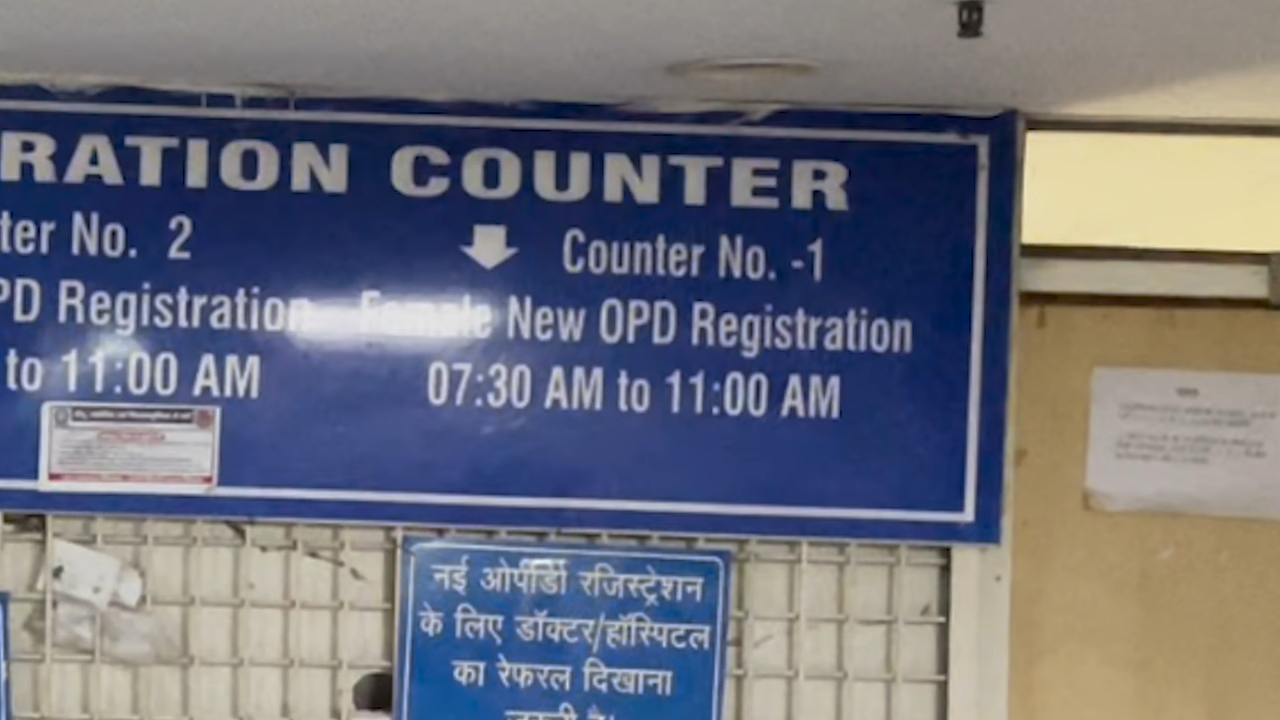 RATION COUNTER
ter No. 2
Counter No. -1
PD Registration
Female New OPD Registration
to 11:00 AM
07:30 AM to 11:00 AM
नई ओपीडी रजिस्ट्रेशन
के लिए डॉक्टर/हॉस्पिटल
का रेफरल दिखाना
जरूरी है।